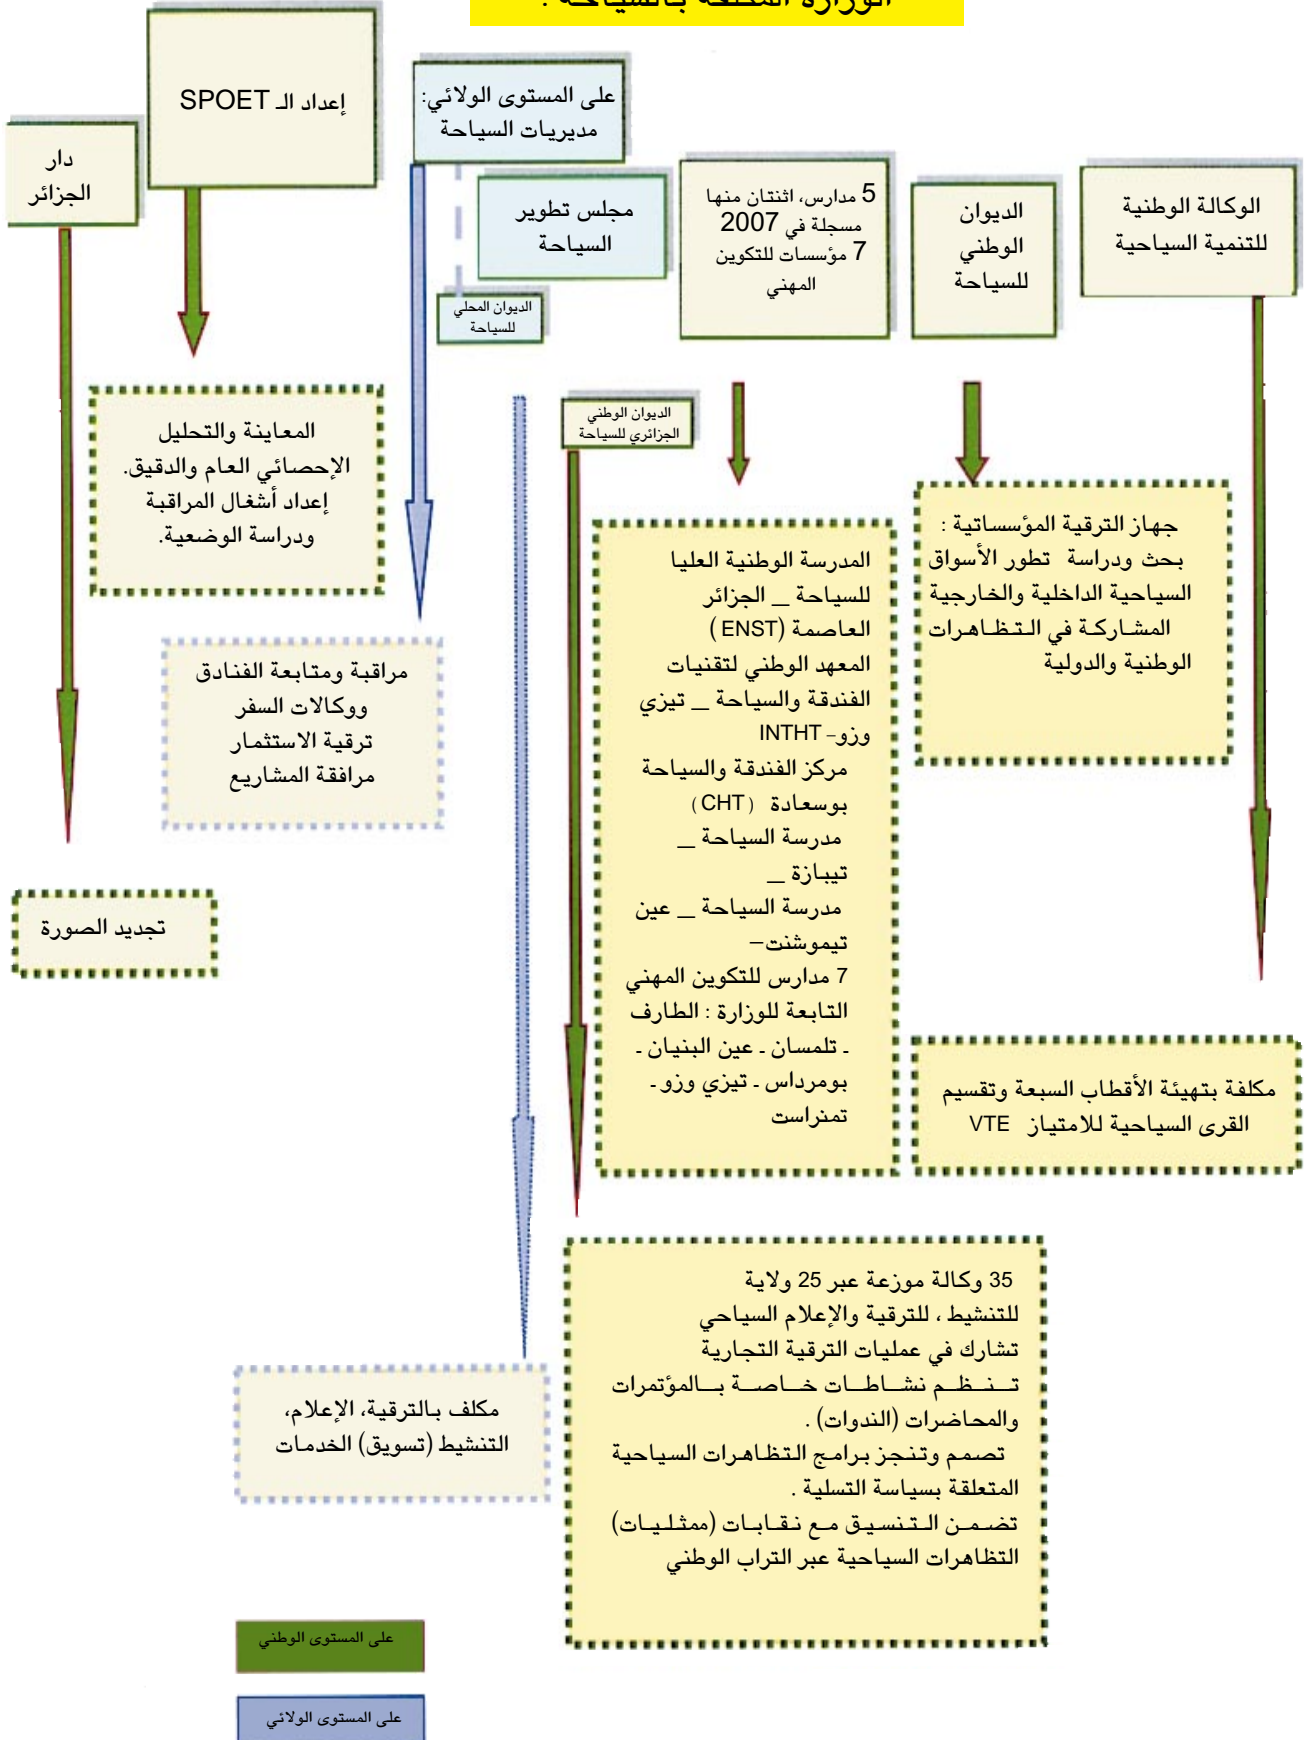 الوزارة المكلفة بالسياحة :
إعداد الـ SPOET
على المستوى الولائي:
مديريات السياحة
دار
الجزائر
مجلس تطوير
السياحة
5 مدارس، اثنتان منها
مسجلة في 2007
7 مؤسسات للتكوين
المهني
الديوان
الوطني
للسياحة
الوكالة الوطنية
للتنمية السياحية
الديوان المحلي
للسياحة
الديوان الوطني
الجزائري للسياحة
المعاينة والتحليل
الإحصائي العام والدقيق.
إعداد أشغال المراقبة
ودراسة الوضعية.
جهاز الترقية المؤسساتية :
بحث ودراسة تطور الأسواق
السياحية الداخلية والخارجية
المشاركة في التظاهرات
الوطنية والدولية
المدرسة الوطنية العليا
للسياحة _ الجزائر
العاصمة (ENST)
المعهد الوطني لتقنيات
الفندقة والسياحة _ تيزي
وزو- INTHT
مركز الفندقة والسياحة
بوسعادة (CHT)
مدرسة السياحة _
تيبازة _
مدرسة السياحة _ عين
تيموشنت–
7 مدارس للتكوين المهني
التابعة للوزارة : الطارف
ـ تلمسان ـ عين البنيان ـ
بومرداس ـ تيزي وزو ـ
تمنراست
مراقبة ومتابعة الفنادق
ووكالات السفر
ترقية الاستثمار
مرافقة المشاريع
تجديد الصورة
مكلفة بتهيئة الأقطاب السبعة وتقسيم
القرى السياحية للامتياز VTE
35 وكالة موزعة عبر 25 ولاية
للتنشيط ، للترقية والإعلام السياحي
تشارك في عمليات الترقية التجارية
تنظم نشاطات خاصة بالمؤتمرات
والمحاضرات (الندوات) .
تصمم وتنجز برامج التظاهرات السياحية
المتعلقة بسياسة التسلية .
تضمن التنسيق مع نقابات (ممثليات)
التظاهرات السياحية عبر التراب الوطني
مكلف بالترقية، الإعلام،
التنشيط (تسويق) الخدمات
على المستوى الوطني
على المستوى الولائي